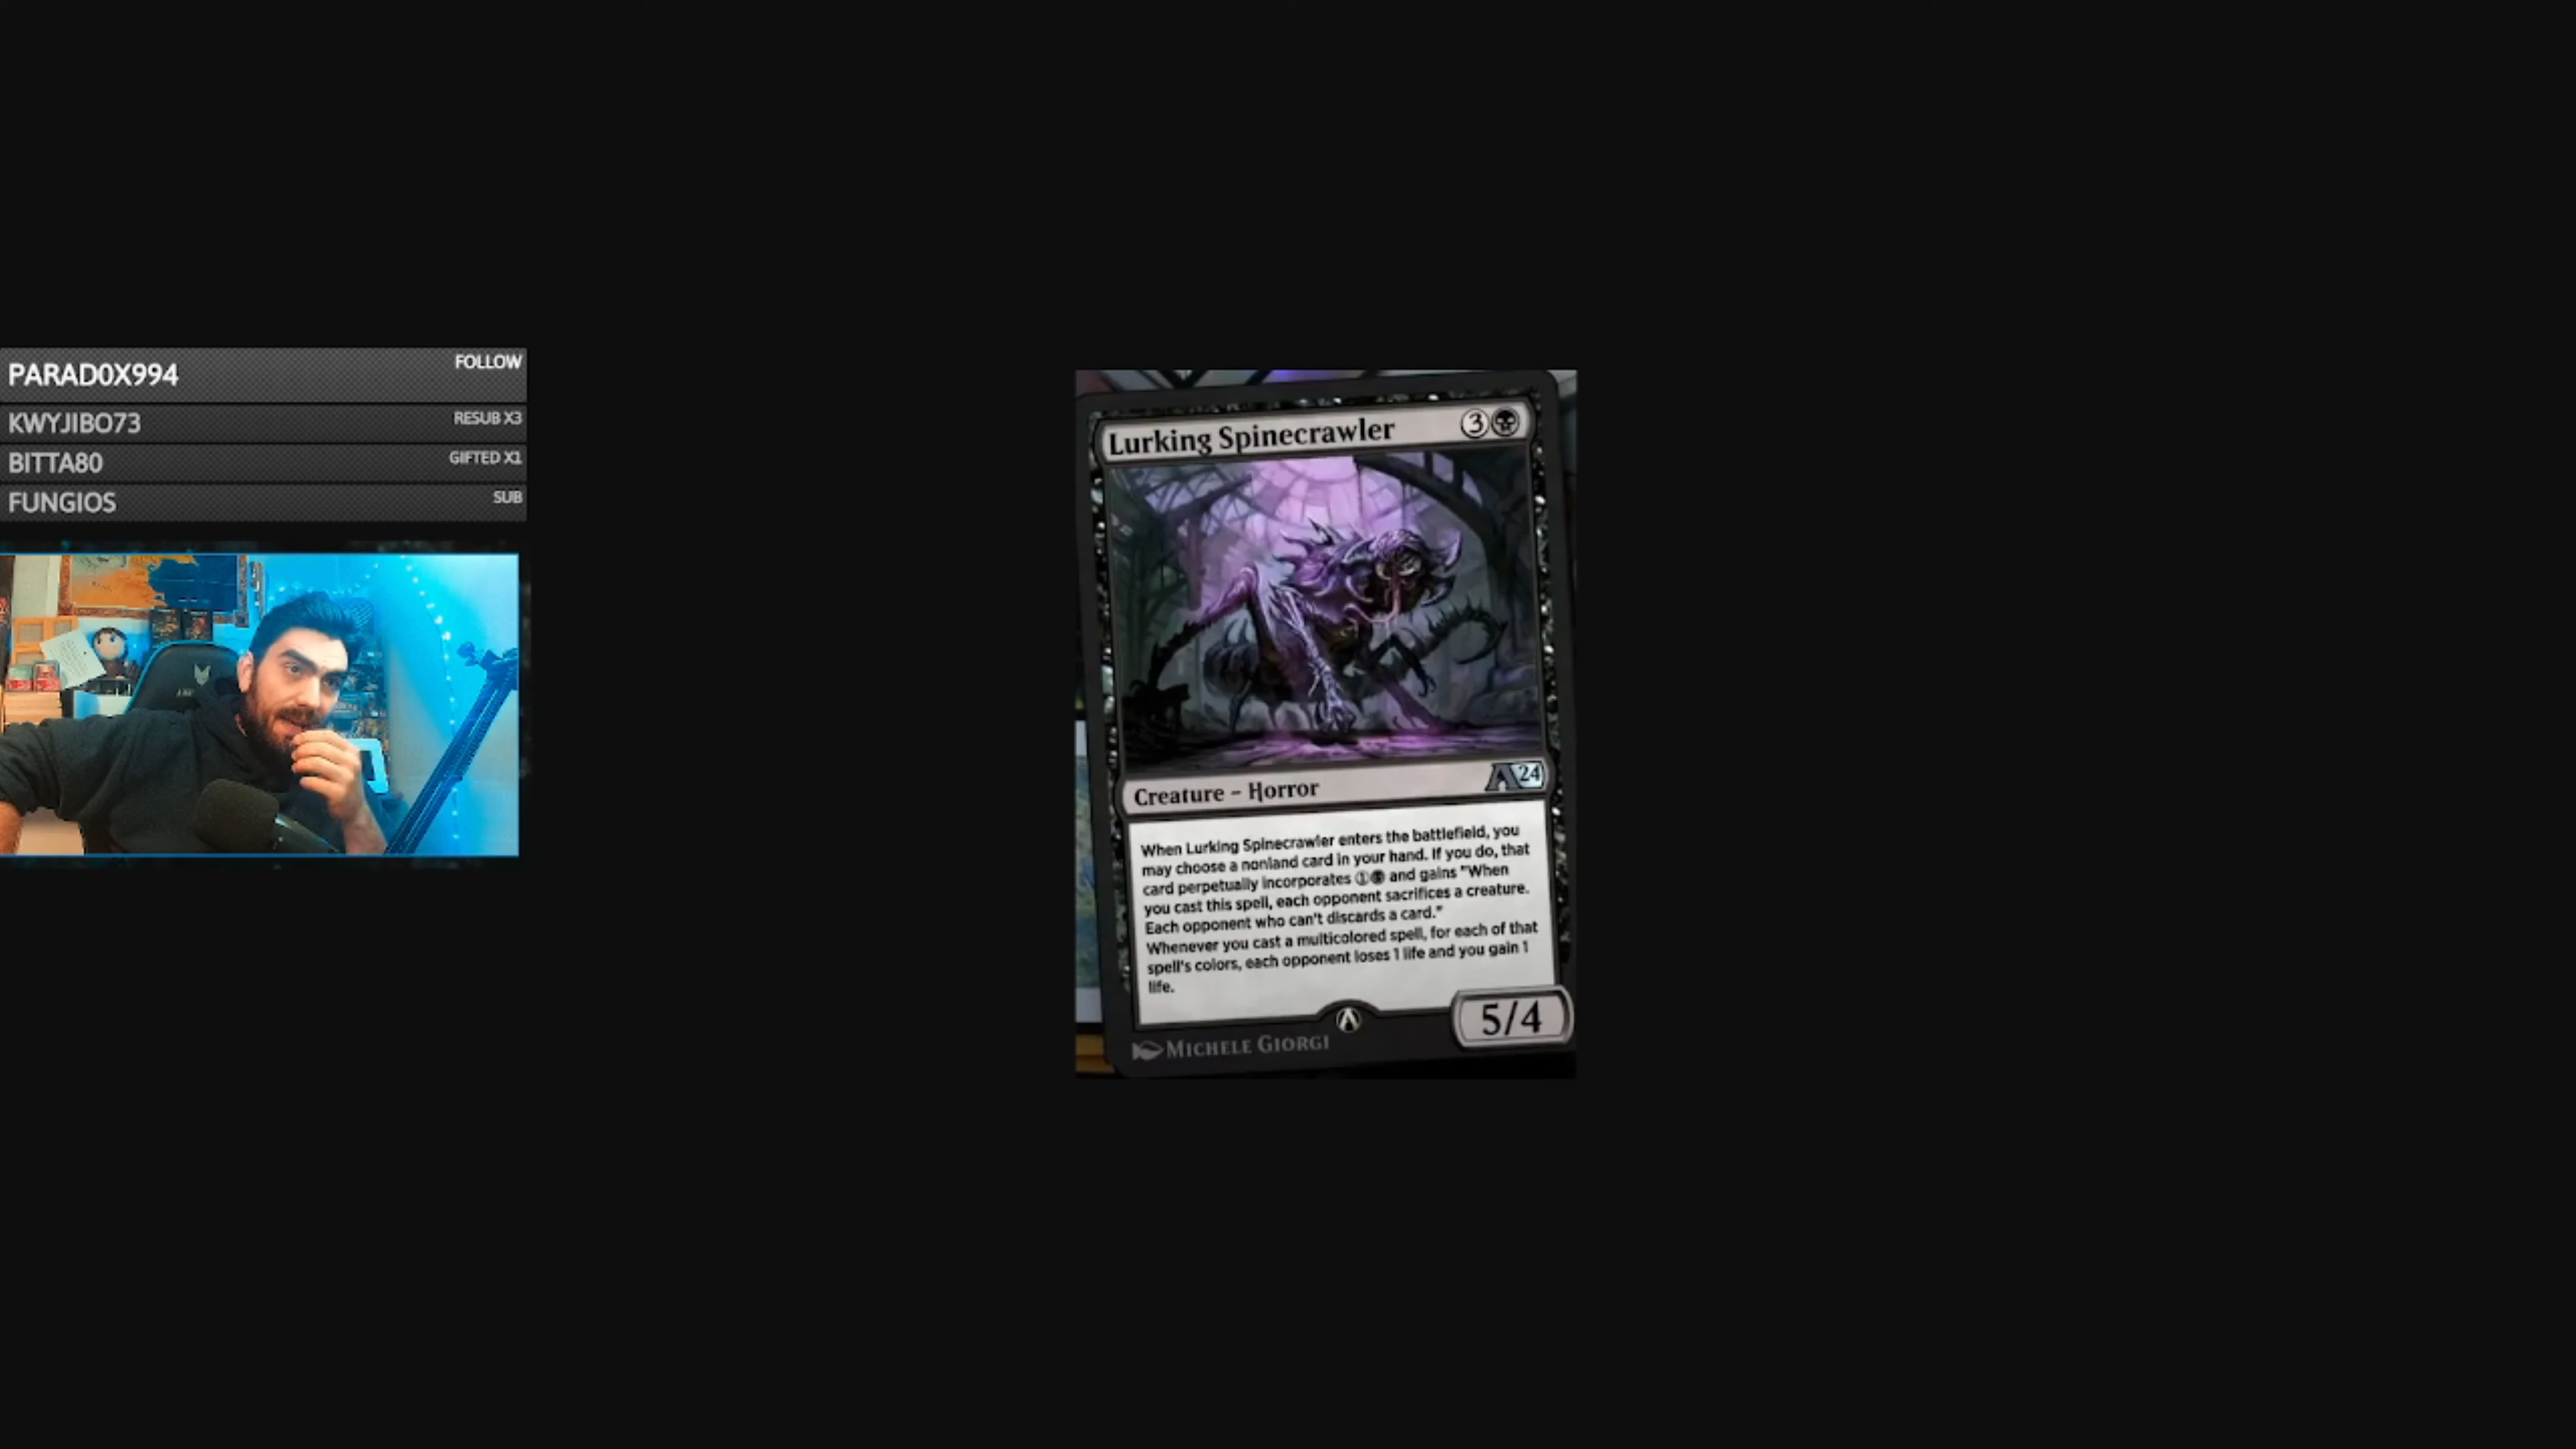 PARAD0X994 FOLLOW
KWYJIBO73 RESUB X3
BITTA80 GIFTED X1
FUNGIOS SUB
Lurking Spinecrawler 3
Creature – Horror A24
When Lurking Spinecrawler enters the battlefield, you
may choose a nonland card in your hand. If you do, that
card perpetually incorporates ① and gains "When
you cast this spell, each opponent sacrifices a creature.
Each opponent who can't discards a card."
Whenever you cast a multicolored spell, for each of that
spell's colors, each opponent loses 1 life and you gain 1
life.
5/4
MICHELE GIORGI